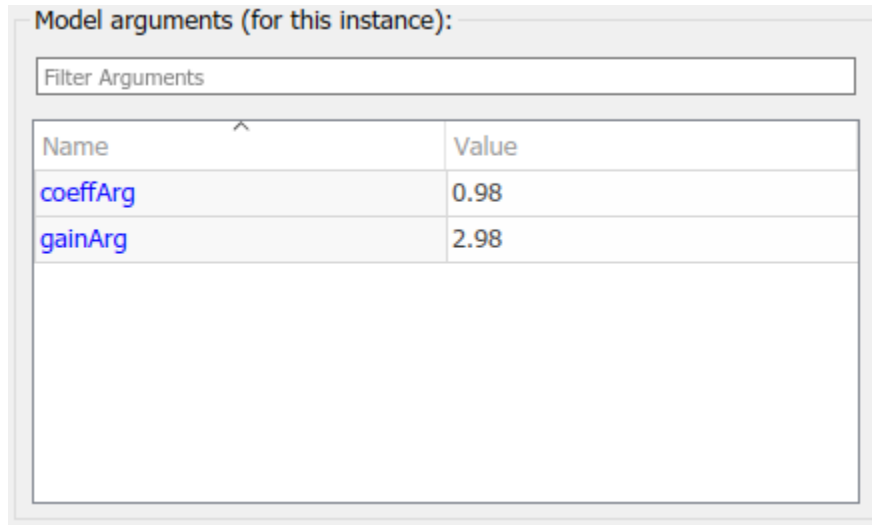 Model arguments (for this instance):
Filter Arguments
Name Value
coeffArg 0.98
gainArg 2.98